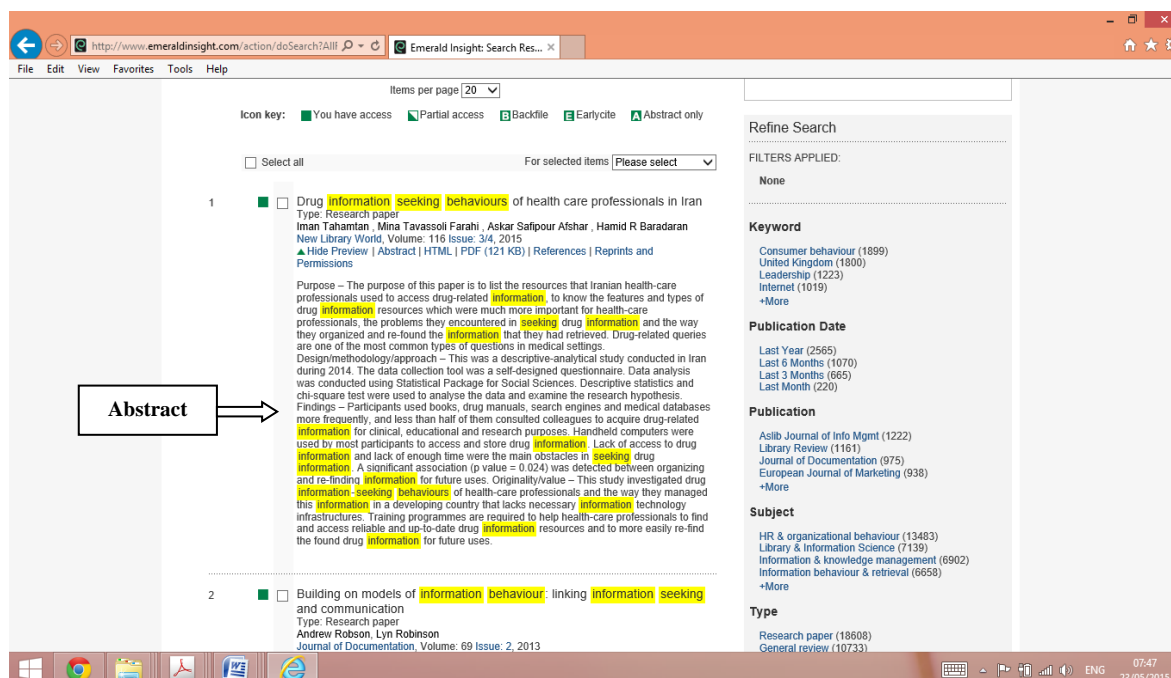 http://www.emeraldinsight.com/action/doSearch?AllF
Emerald Insight: Search Res...
File Edit View Favorites Tools Help
Items per page 20
Icon key: You have access Partial access B Backfile E Earlycite A Abstract only
Select all For selected items Please select
1 Drug information seeking behaviours of health care professionals in Iran
Type: Research paper
Iman Tahamtan , Mina Tavassoli Farahi , Askar Safipour Afshar , Hamid R Baradaran
New Library World, Volume: 116 Issue: 3/4, 2015
Hide Preview | Abstract | HTML | PDF (121 KB) | References | Reprints and
Permissions
Purpose – The purpose of this paper is to list the resources that Iranian health-care
professionals used to access drug-related information, to know the features and types of
drug information resources which were much more important for health-care
professionals, the problems they encountered in seeking drug information and the way
they organized and re-found the information that they had retrieved. Drug-related queries
are one of the most common types of questions in medical settings.
Design/methodology/approach – This was a descriptive-analytical study conducted in Iran
during 2014. The data collection tool was a self-designed questionnaire. Data analysis
was conducted using Statistical Package for Social Sciences. Descriptive statistics and
chi-square test were used to analyse the data and examine the research hypothesis.
Findings – Participants used books, drug manuals, search engines and medical databases
more frequently, and less than half of them consulted colleagues to acquire drug-related
information for clinical, educational and research purposes. Handheld computers were
used by most participants to access and store drug information. Lack of access to drug
information and lack of enough time were the main obstacles in seeking drug
information. A significant association (p value = 0.024) was detected between organizing
and re-finding information for future uses. Originality/value – This study investigated drug
information-seeking behaviours of health-care professionals and the way they managed
this information in a developing country that lacks necessary information technology
infrastructures. Training programmes are required to help health-care professionals to find
and access reliable and up-to-date drug information resources and to more easily re-find
the found drug information for future uses.
Abstract
2 Building on models of information behaviour: linking information seeking
and communication
Type: Research paper
Andrew Robson, Lyn Robinson
Journal of Documentation, Volume: 69 Issue: 2, 2013
Refine Search
FILTERS APPLIED:
None
Keyword
Consumer behaviour (1899)
United Kingdom (1800)
Leadership (1223)
Internet (1019)
+More
Publication Date
Last Year (2565)
Last 6 Months (1070)
Last 3 Months (665)
Last Month (220)
Publication
Aslib Journal of Info Mgmt (1222)
Library Review (1161)
Journal of Documentation (975)
European Journal of Marketing (938)
+More
Subject
HR & organizational behaviour (13483)
Library & Information Science (7139)
Information & knowledge management (6902)
Information behaviour & retrieval (6658)
+More
Type
Research paper (18608)
General review (10733)
ENG
07:47
23/05/2015